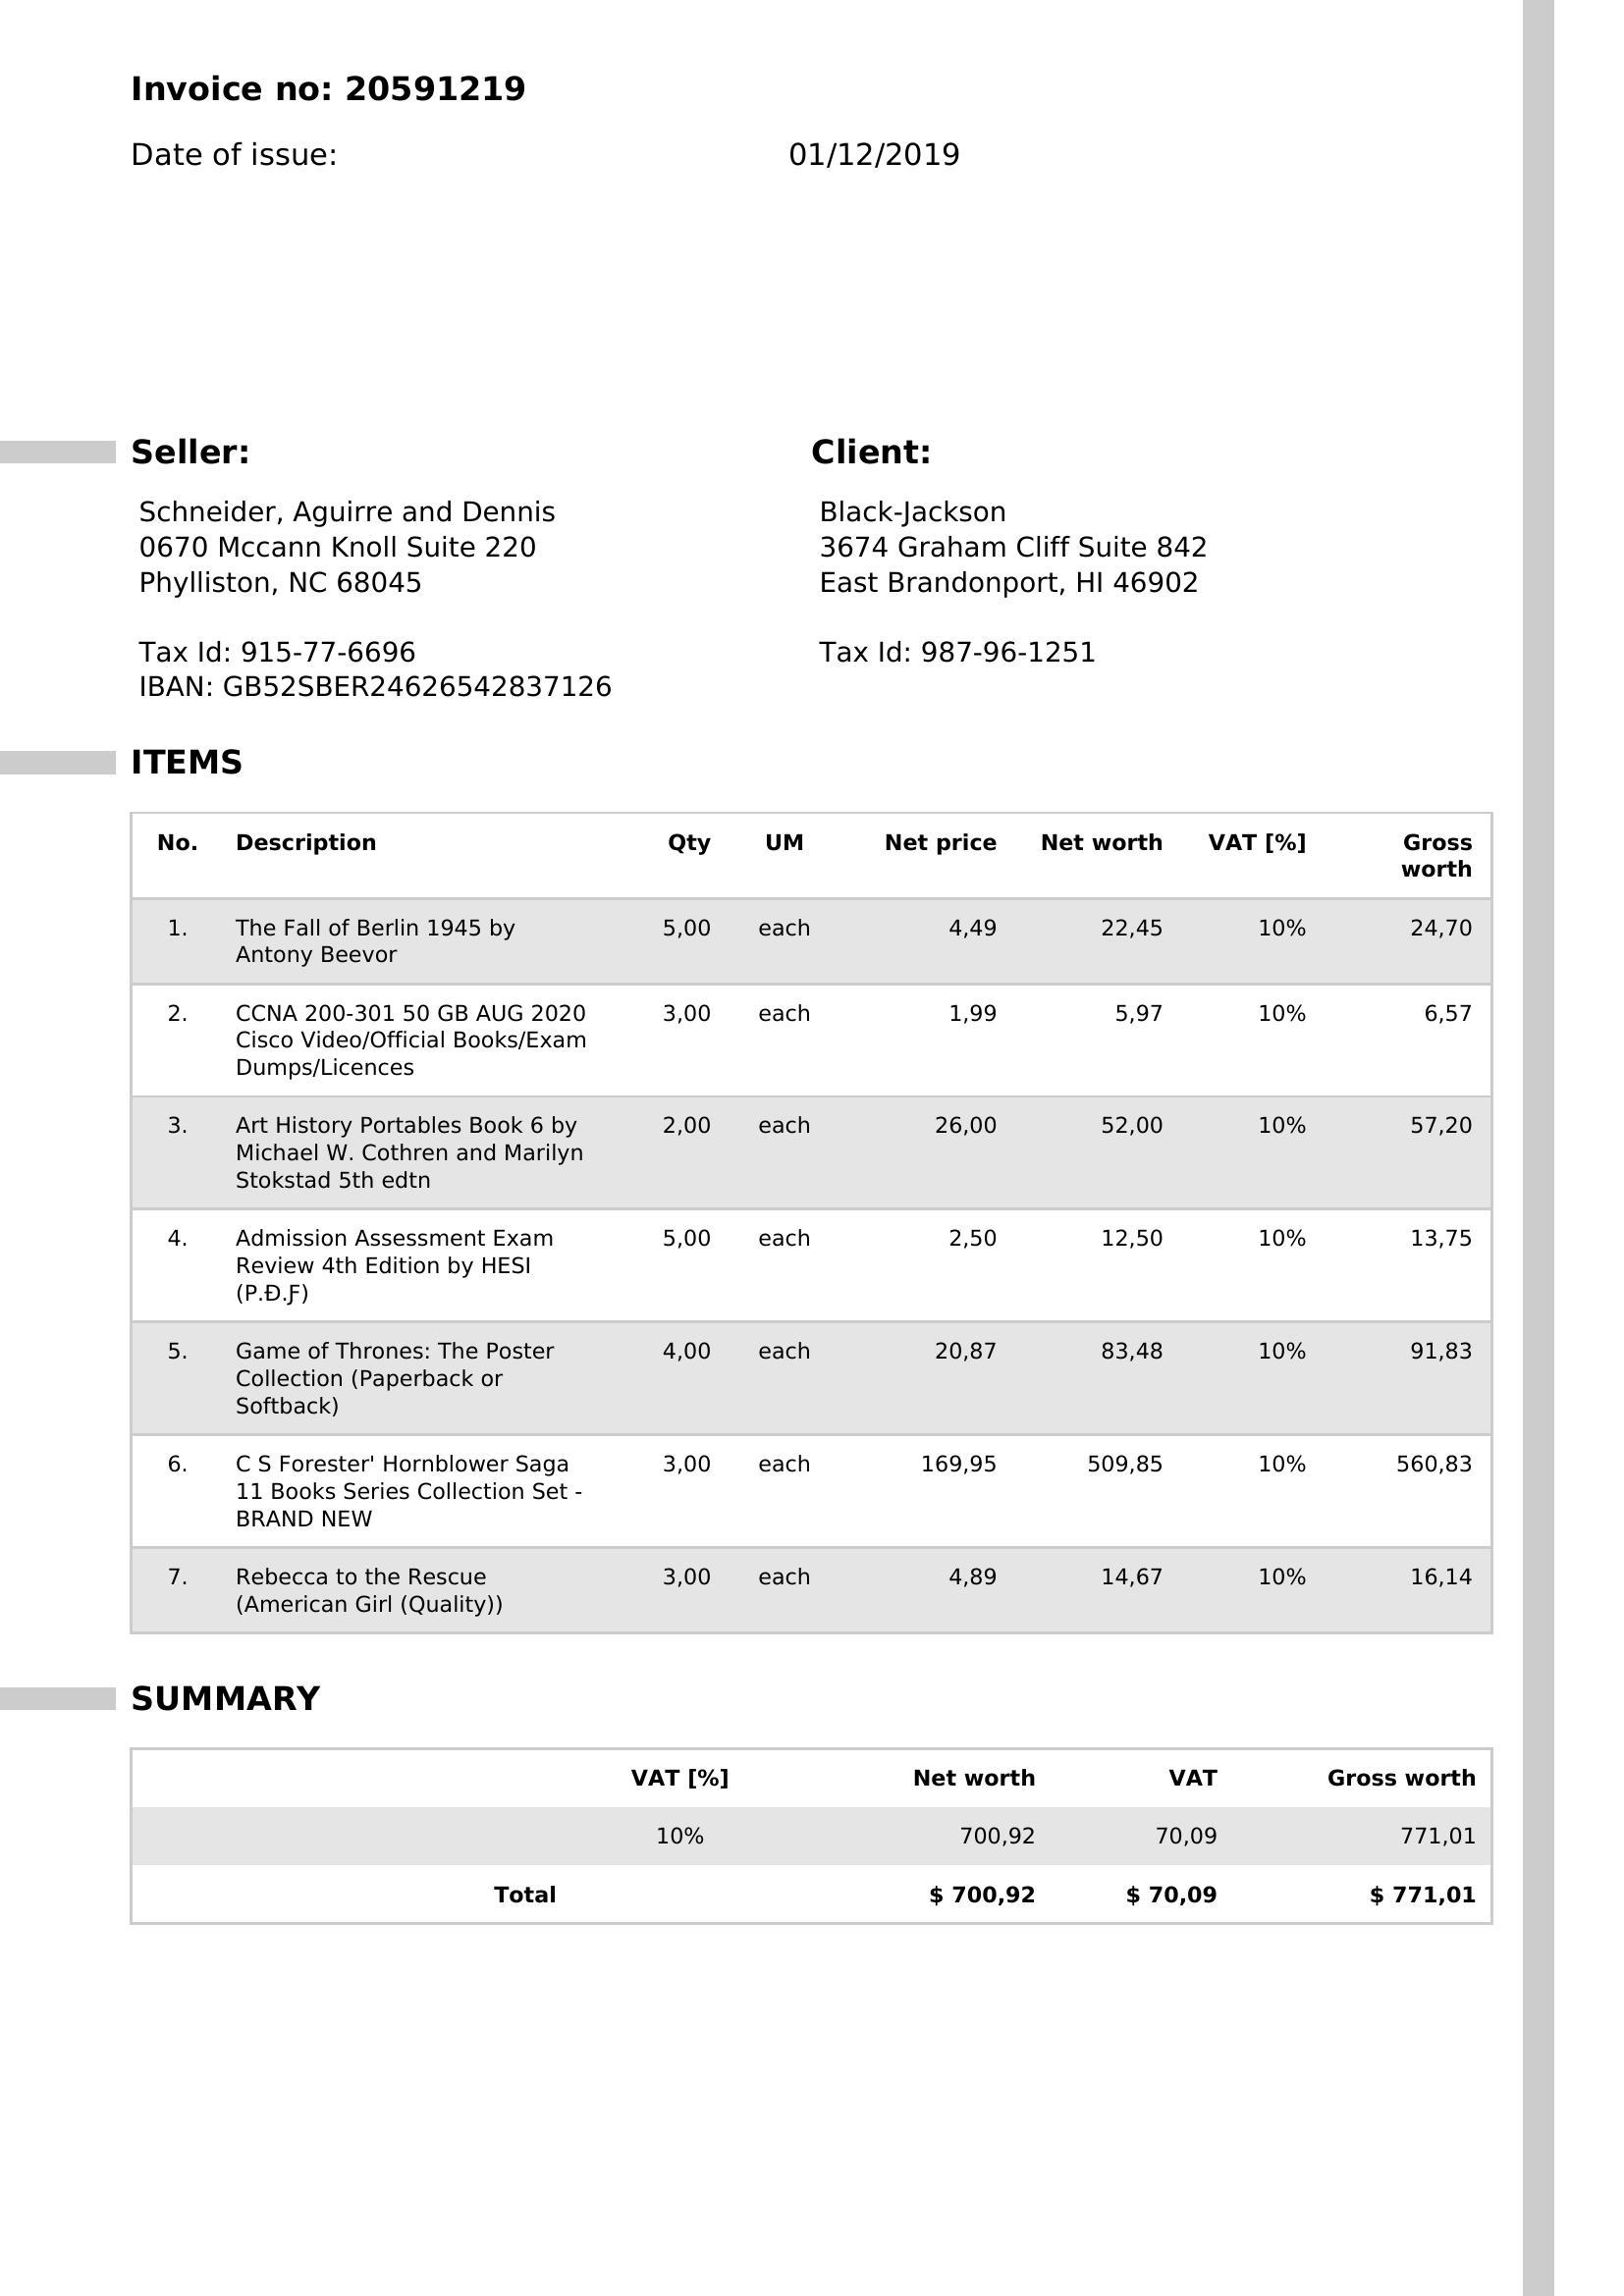 Invoice no: 20591219
Date of issue: 01/12/2019
Seller:
Schneider, Aguirre and Dennis
0670 Mccann Knoll Suite 220
Phylliston, NC 68045
Tax Id: 915-77-6696
IBAN: GB52SBER24626542837126
Client:
Black-Jackson
3674 Graham Cliff Suite 842
East Brandonport, HI 46902
Tax Id: 987-96-1251
ITEMS
No. Description Qty UM Net price Net worth VAT [%] Gross
worth
1. The Fall of Berlin 1945 by 5,00 each 4,49 22,45 10% 24,70
Antony Beevor
2. CCNA 200-301 50 GB AUG 2020 3,00 each 1,99 5,97 10% 6,57
Cisco Video/Official Books/Exam
Dumps/Licences
3. Art History Portables Book 6 by 2,00 each 26,00 52,00 10% 57,20
Michael W. Cothren and Marilyn
Stokstad 5th edtn
4. Admission Assessment Exam 5,00 each 2,50 12,50 10% 13,75
Review 4th Edition by HESI
(P.Đ.Ƒ)
5. Game of Thrones: The Poster 4,00 each 20,87 83,48 10% 91,83
Collection (Paperback or
Softback)
6. C S Forester' Hornblower Saga 3,00 each 169,95 509,85 10% 560,83
11 Books Series Collection Set -
BRAND NEW
7. Rebecca to the Rescue 3,00 each 4,89 14,67 10% 16,14
(American Girl (Quality))
SUMMARY
VAT [%] Net worth VAT Gross worth
10% 700,92 70,09 771,01
Total $ 700,92 $ 70,09 $ 771,01